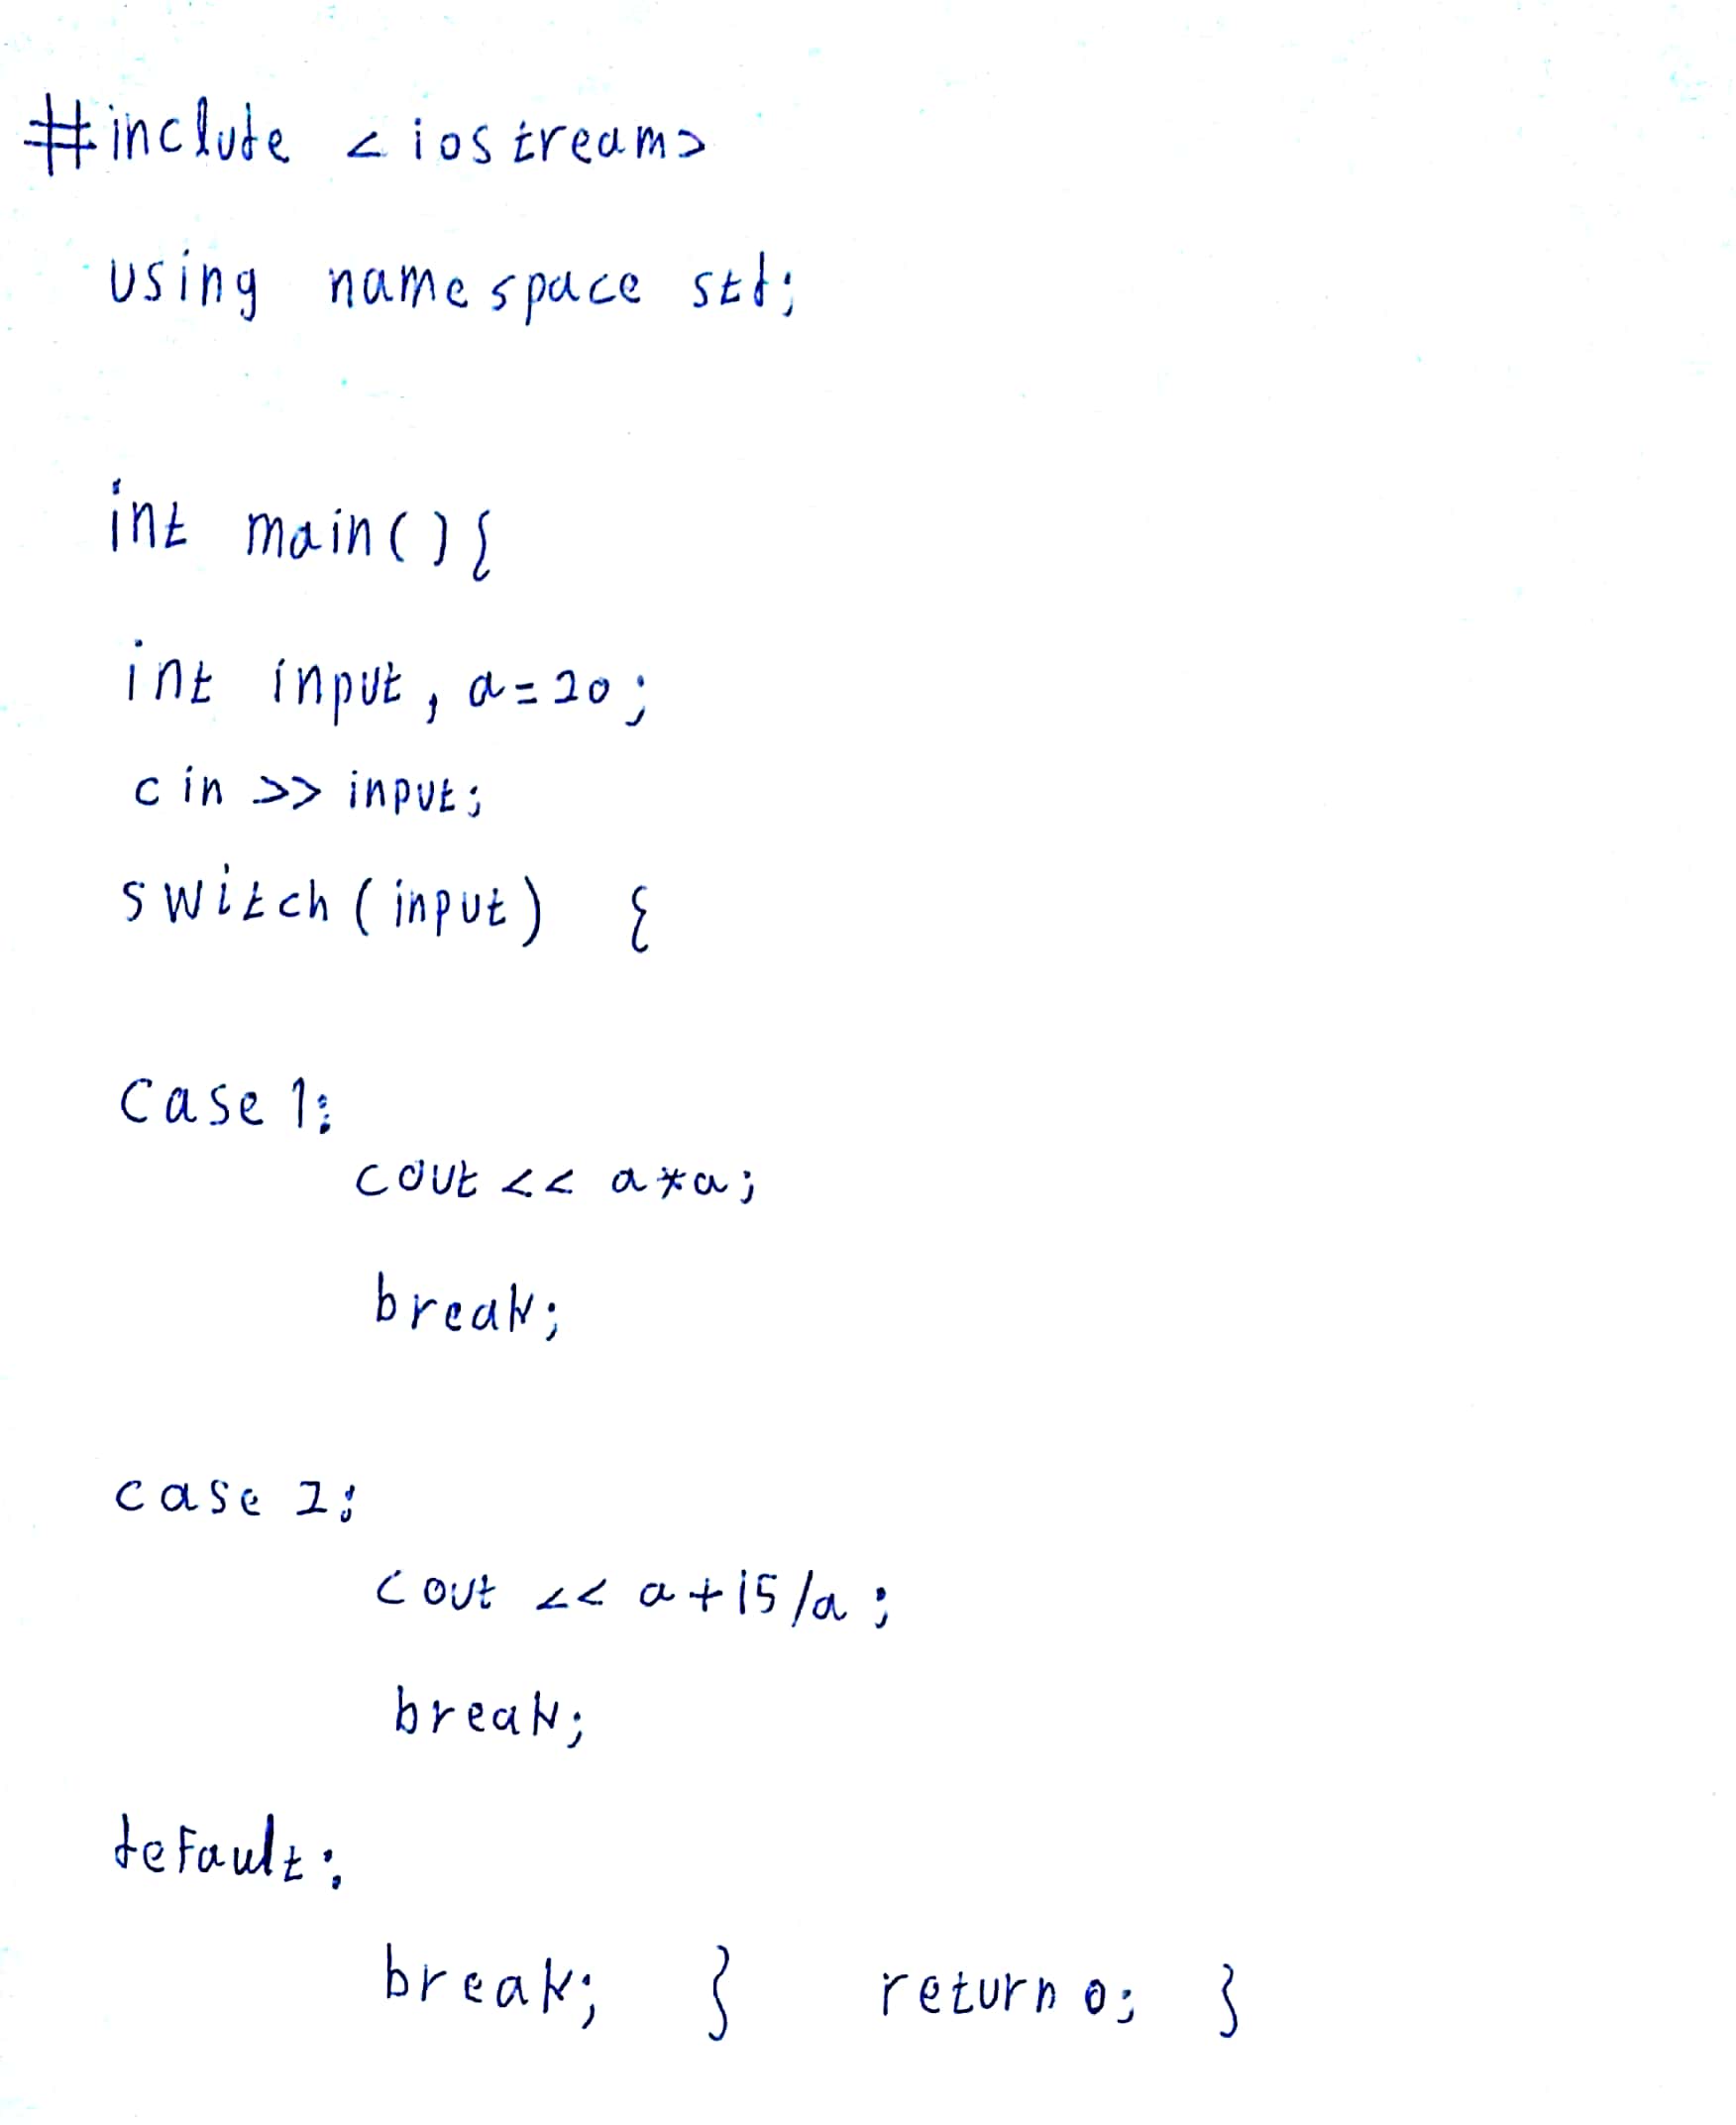 #include <iostream>
using namespace std;
int main(){
int input, a=20;
cin >> input;
switch(input) {
case 1:
cout << a*a;
break;
case 2:
cout << a+15/a;
break;
default:
break; } return 0; }